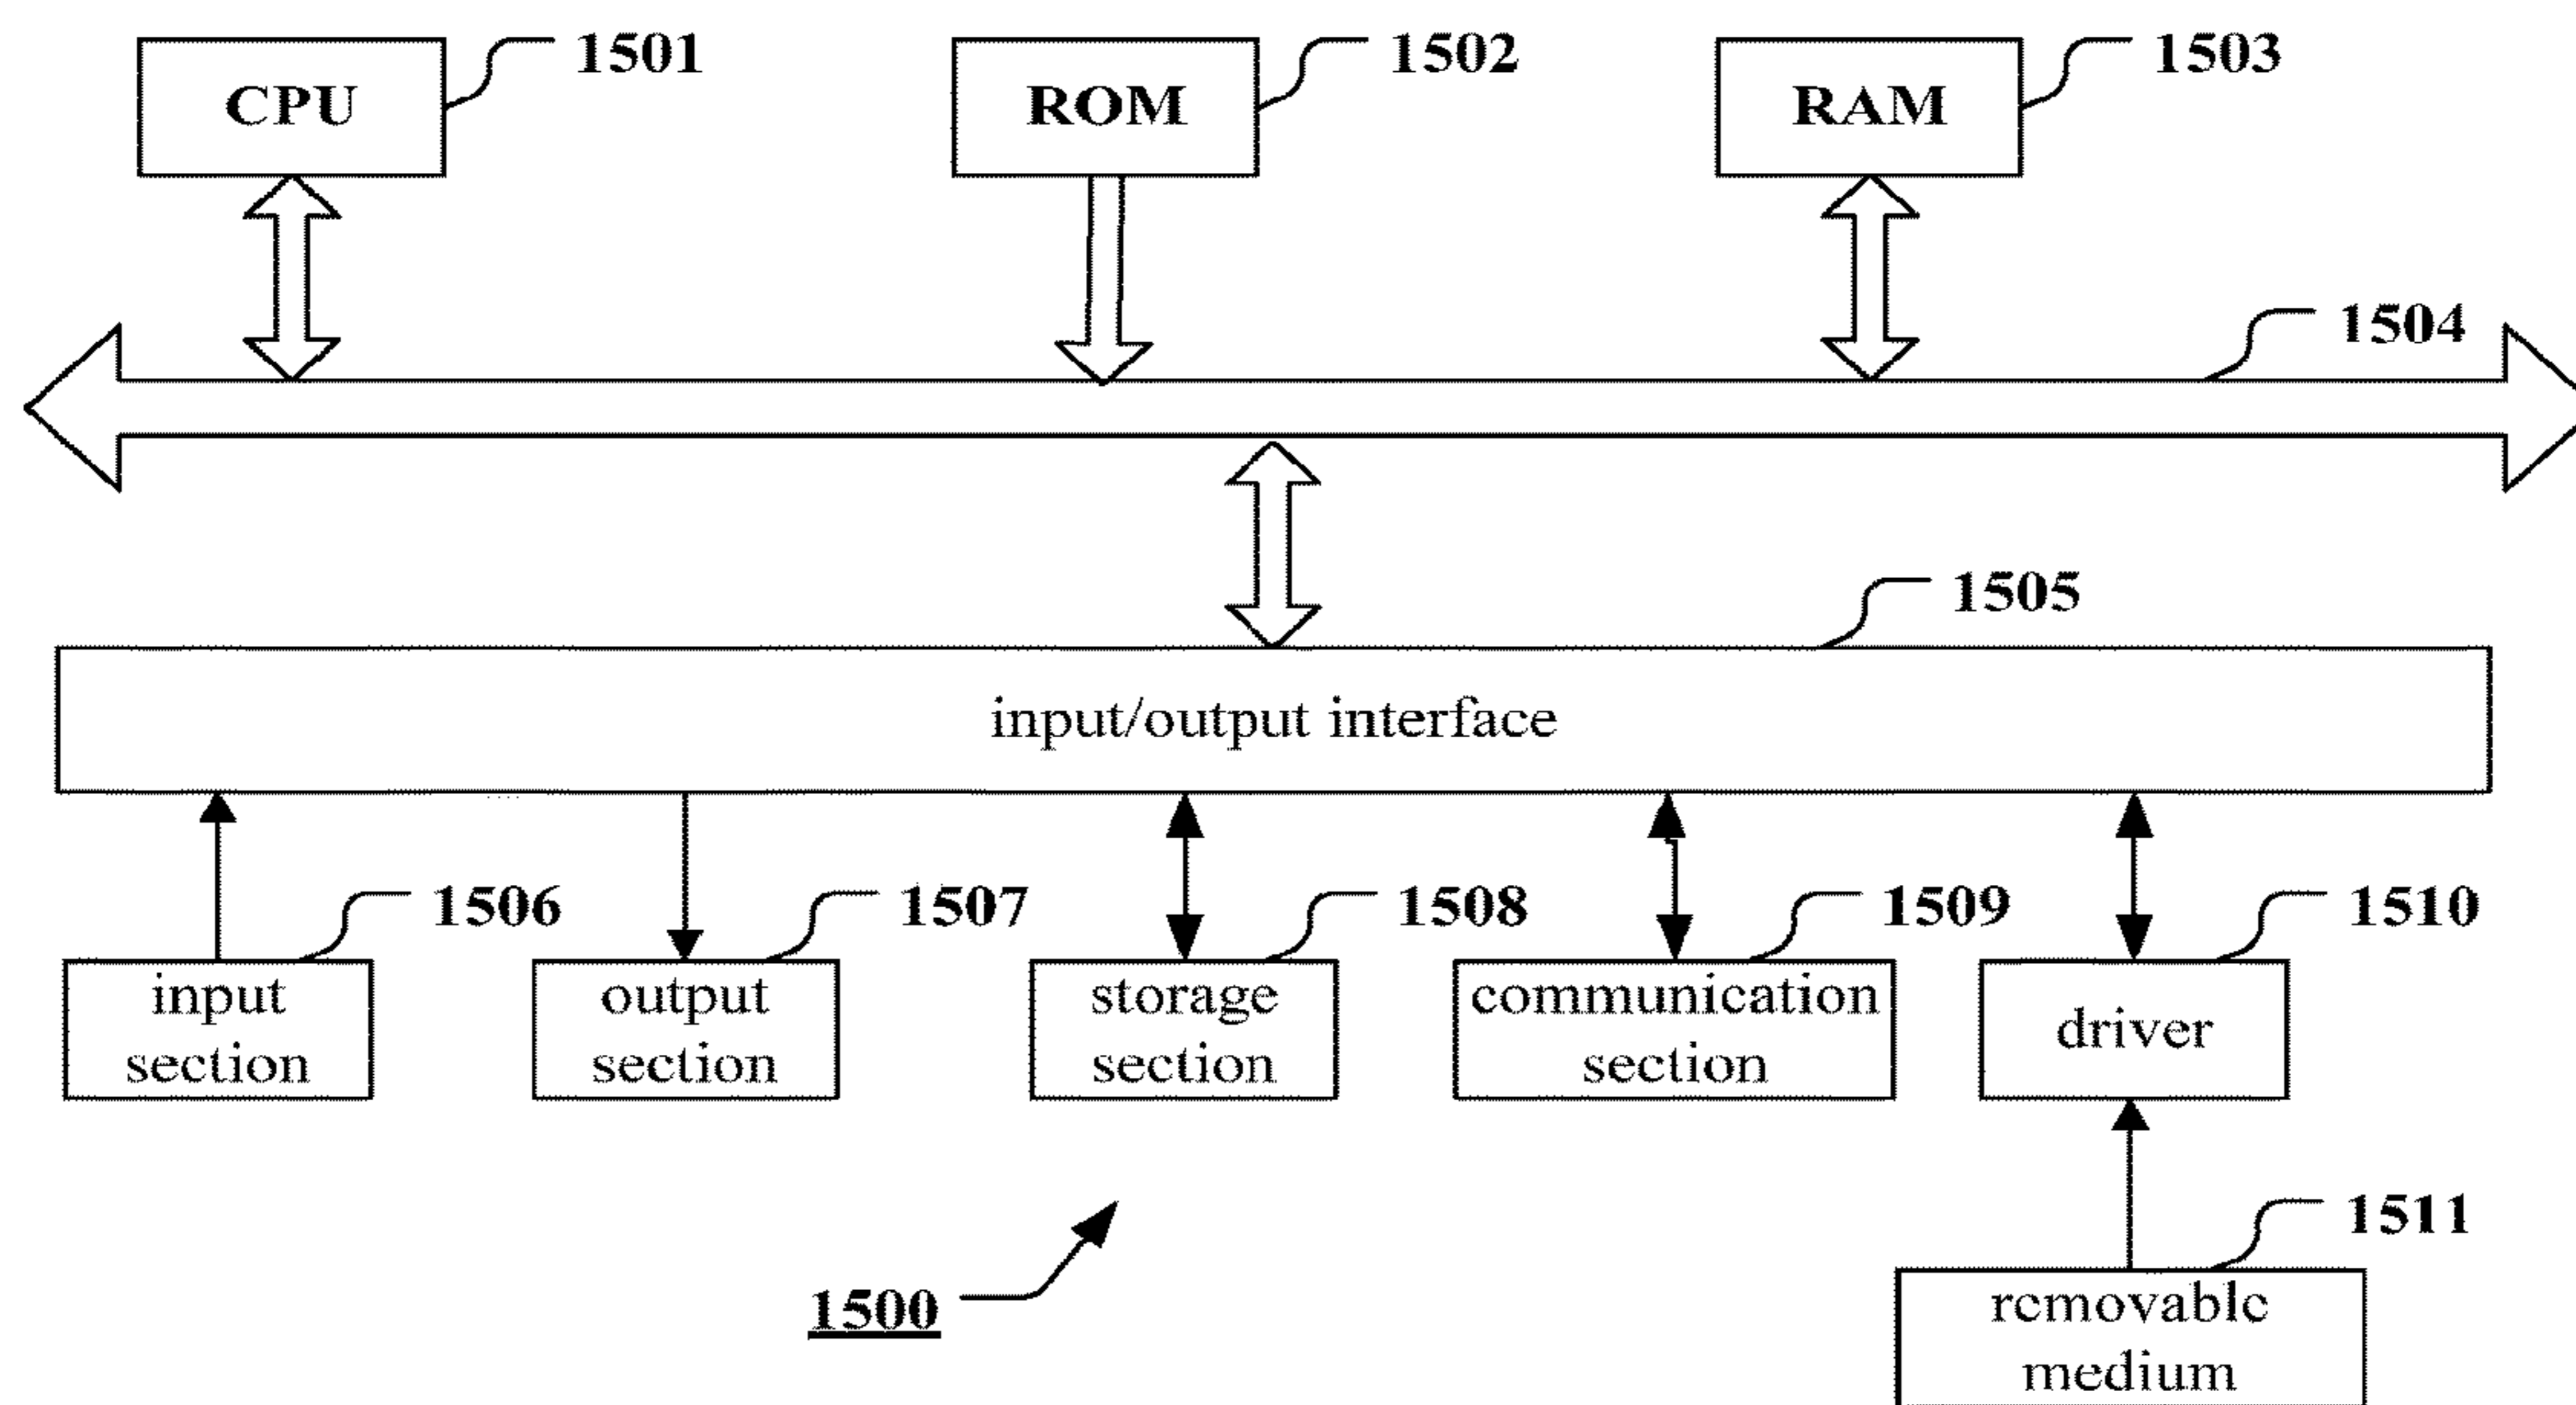 1501
1502
1503
CPU
ROM
RAM
1504
1505
input/output interface
1506
1507
1508
1509
1510
input
section
output
section
storage
section
communication
section
driver
1511
1500
removable
medium